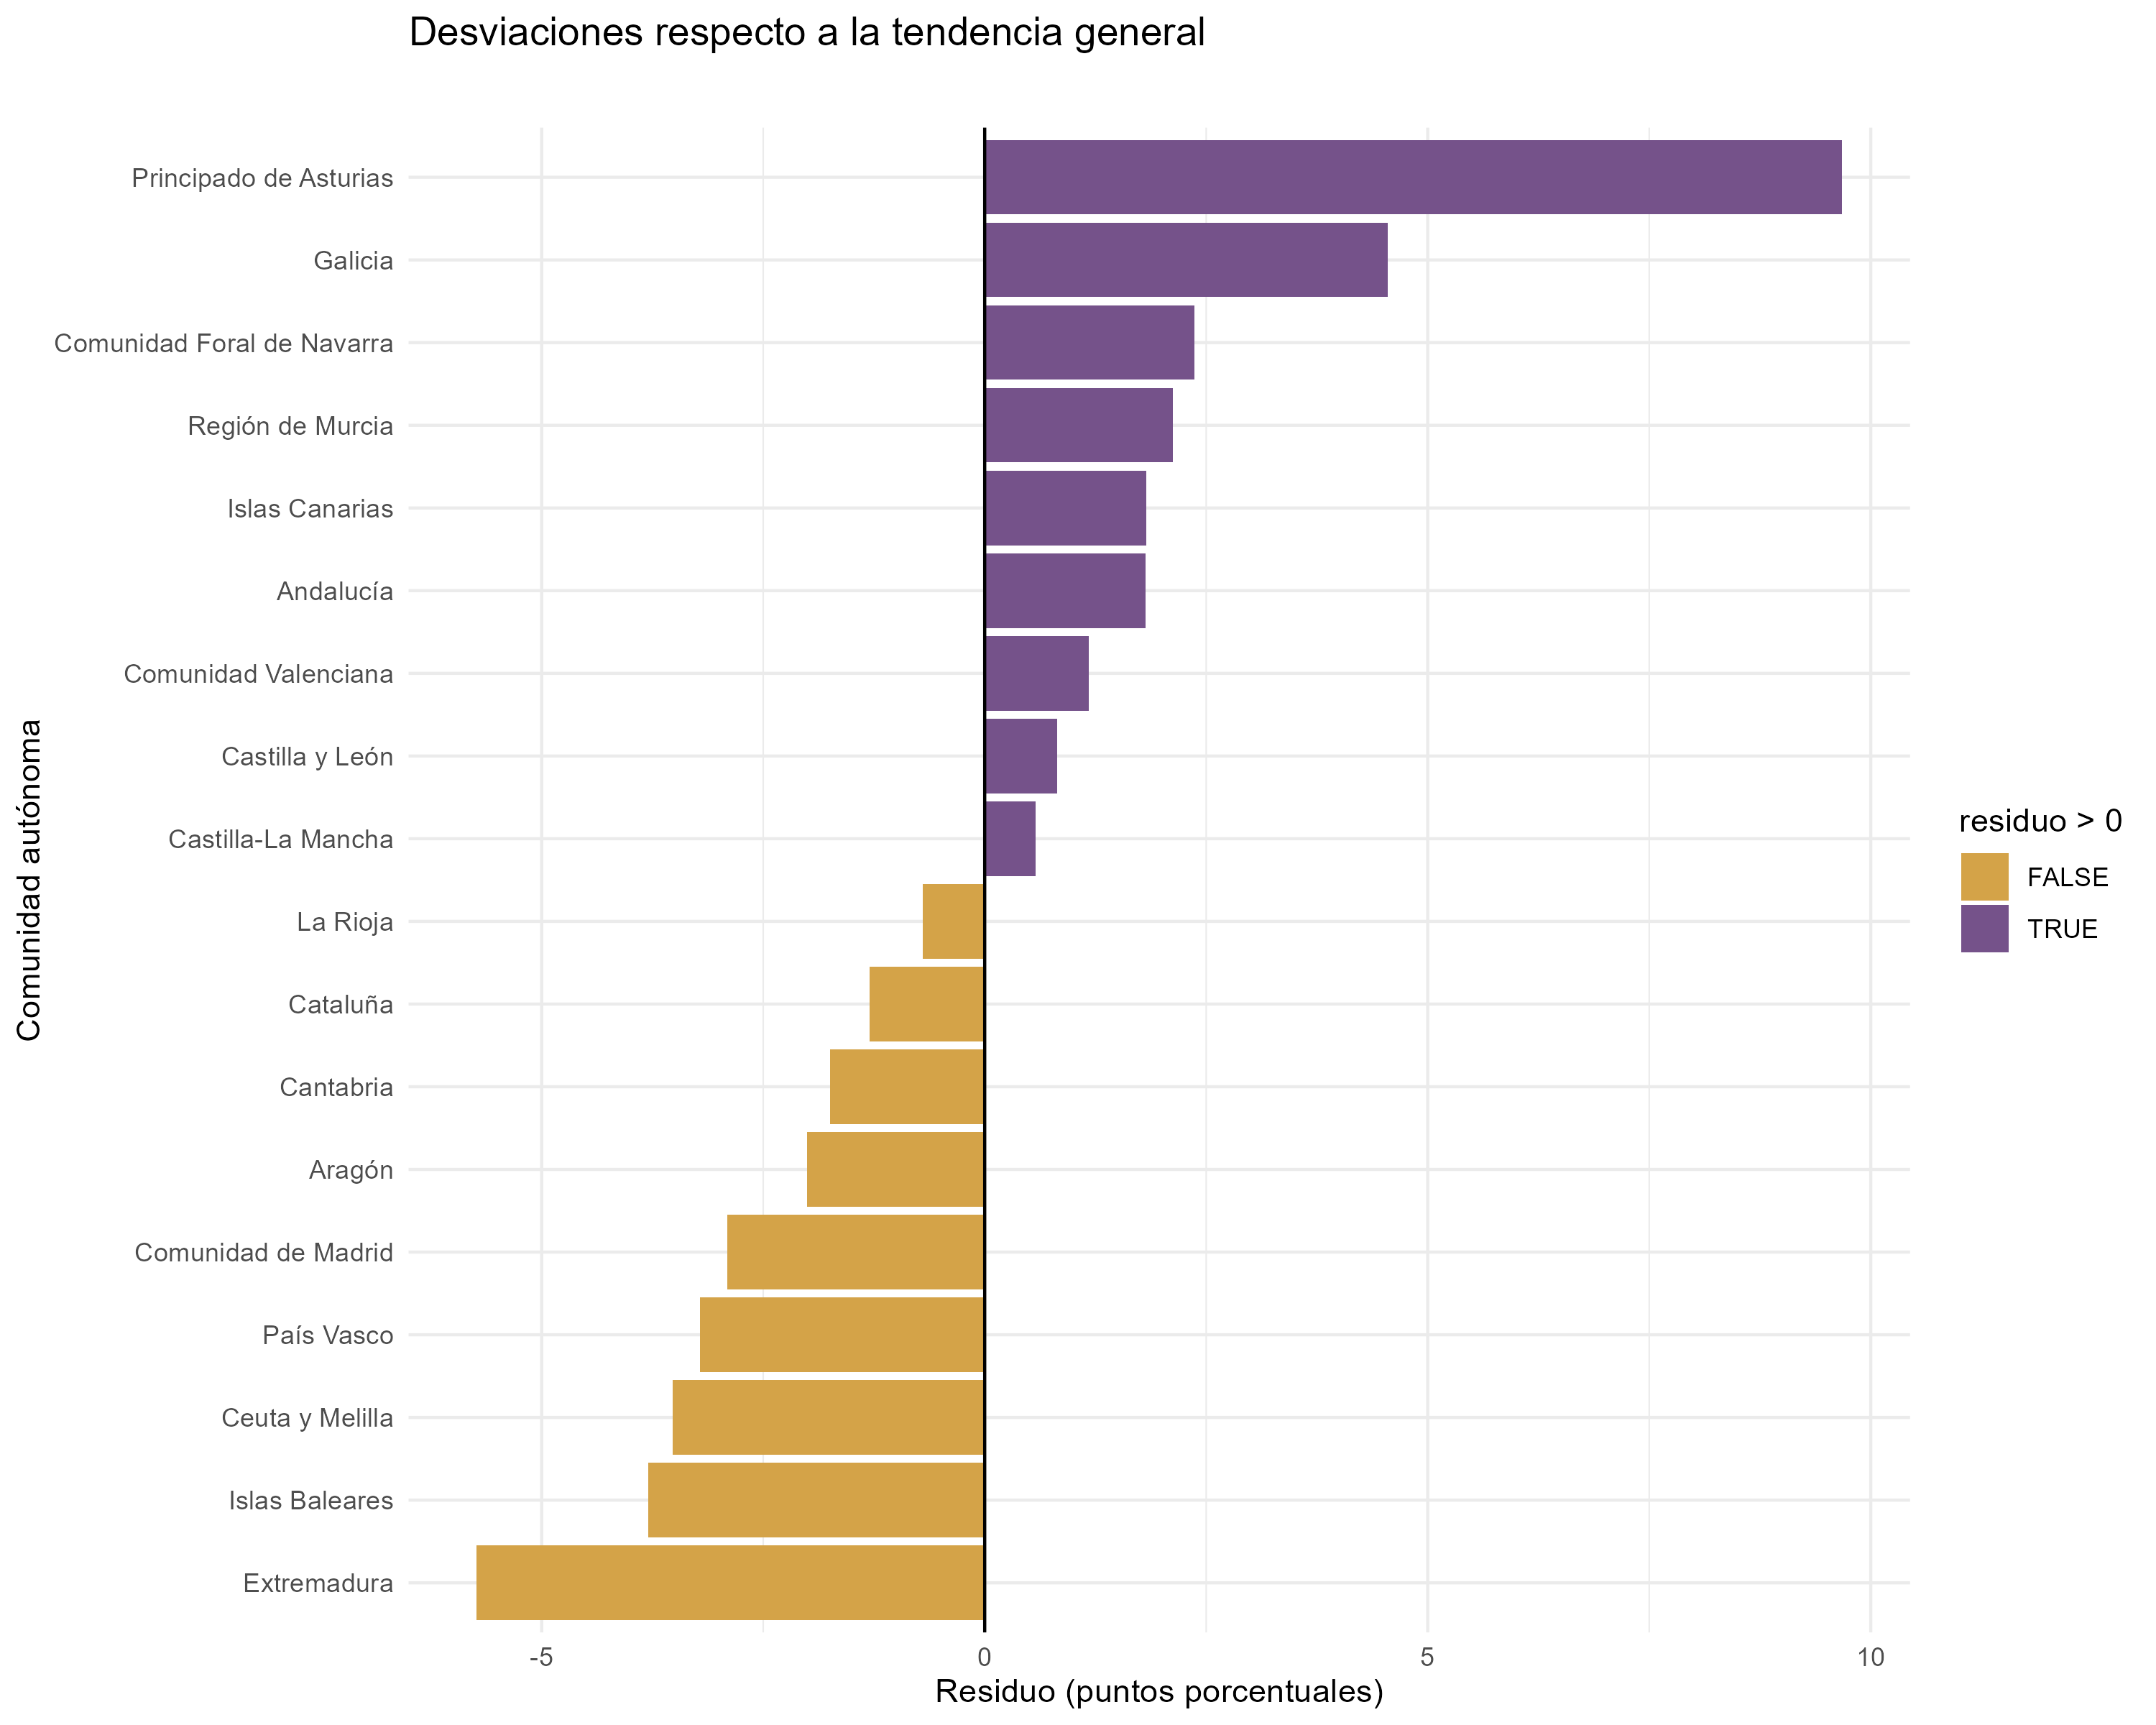 Desviaciones respecto a la tendencia general
Comunidad autónoma
Principado de Asturias
Galicia
Comunidad Foral de Navarra
Región de Murcia
Islas Canarias
Andalucía
Comunidad Valenciana
Castilla y León
Castilla-La Mancha
La Rioja
Cataluña
Cantabria
Aragón
Comunidad de Madrid
País Vasco
Ceuta y Melilla
Islas Baleares
Extremadura
-5 0 5 10
Residuo (puntos porcentuales)
residuo > 0
FALSE
TRUE